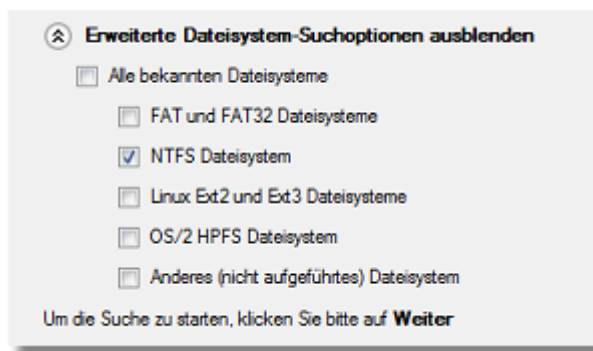 Erweiterte Dateisystem-Suchoptionen ausblenden
Alle bekannten Dateisysteme
FAT und FAT32 Dateisysteme
NTFS Dateisystem
Linux Ext2 und Ext3 Dateisysteme
OS/2 HPFS Dateisystem
Anderes (nicht aufgeführtes) Dateisystem
Um die Suche zu starten, klicken Sie bitte auf Weiter